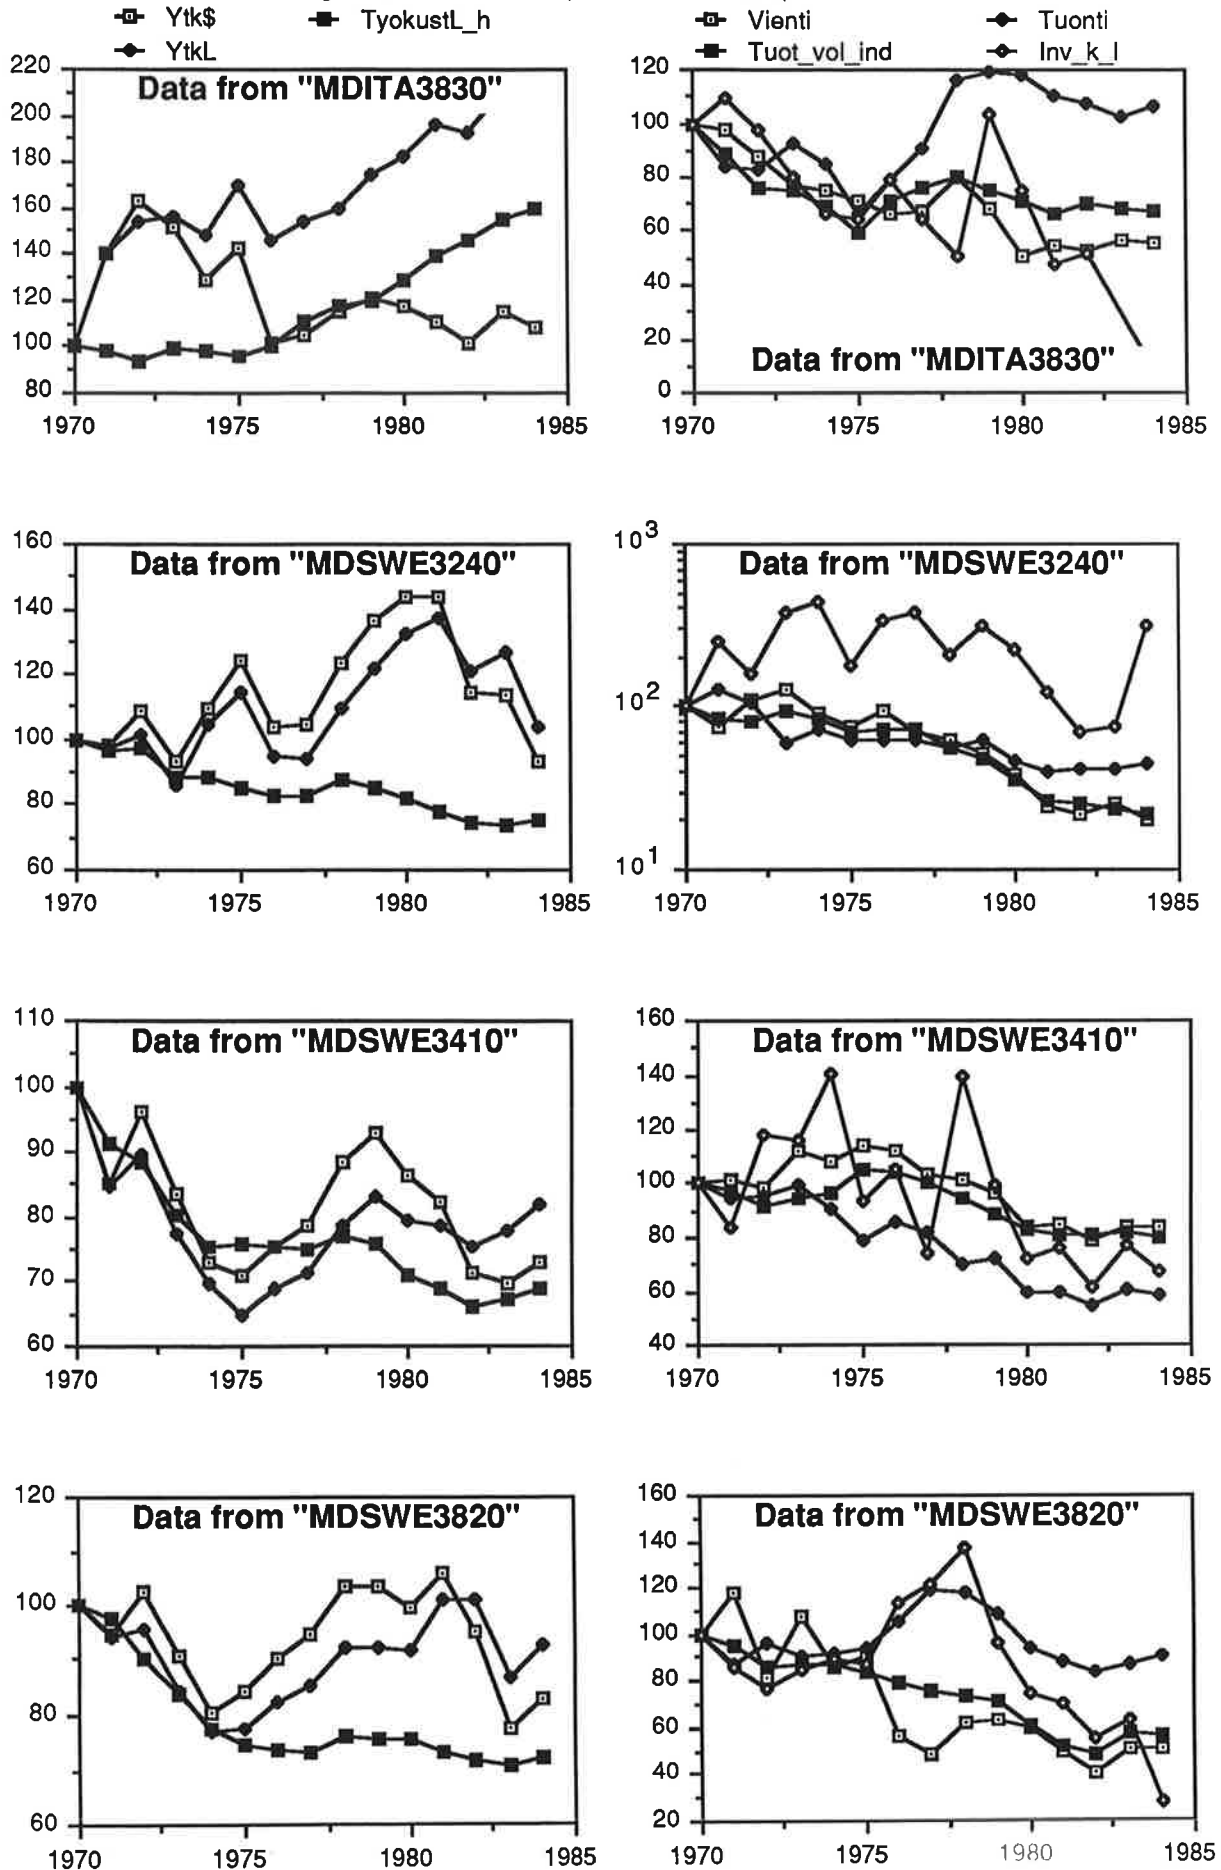 Ytk$ TyokustL_h
YtkL
Vienti Tuonti
Tuot_vol_ind Inv_k_l
220
200
180
160
140
120
100
80
Data from "MDITA3830"
1970 1975 1980 1985
120
100
80
60
40
20
0
Data from "MDITA3830"
1970 1975 1980 1985
160
140
120
100
80
60
Data from "MDSWE3240"
1970 1975 1980 1985
10³
10²
10¹
Data from "MDSWE3240"
1970 1975 1980 1985
110
100
90
80
70
60
Data from "MDSWE3410"
1970 1975 1980 1985
160
140
120
100
80
60
40
Data from "MDSWE3410"
1970 1975 1980 1985
120
100
80
60
Data from "MDSWE3820"
1970 1975 1980 1985
160
140
120
100
80
60
40
20
Data from "MDSWE3820"
1970 1975 1980 1985